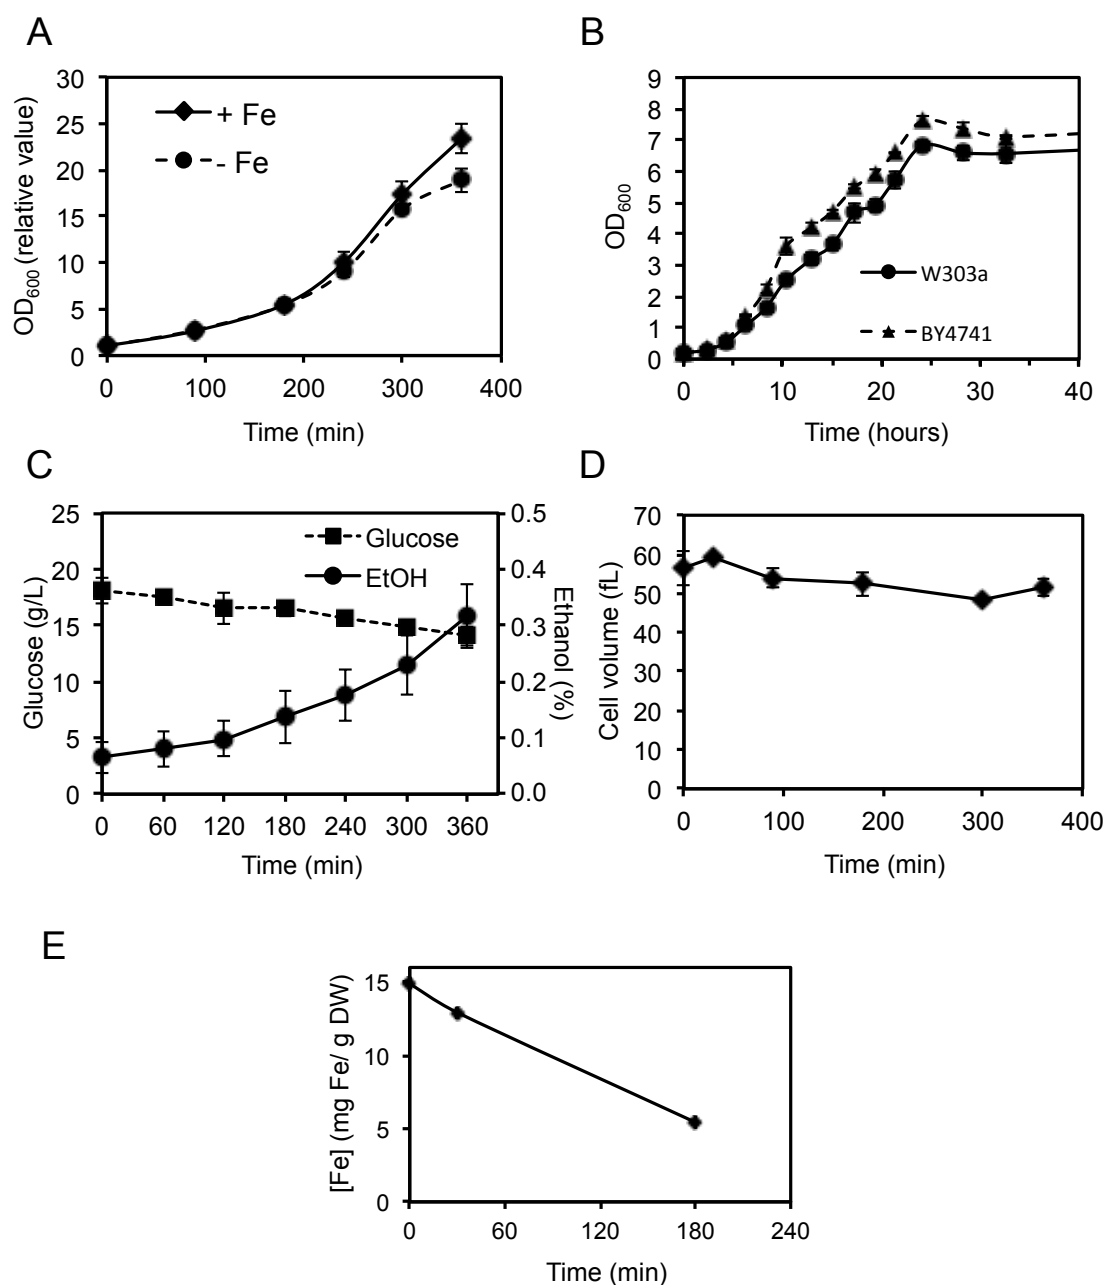 A
30
25
20
15
10
5
0
OD600 (relative value)
+ Fe
- Fe
0 100 200 300 400
Time (min)
B
9
8
7
6
5
4
3
2
1
0
OD600
W303a
BY4741
0 10 20 30 40
Time (hours)
C
25
20
15
10
5
0
Glucose (g/L)
Glucose
EtOH
0.5
0.4
0.3
0.2
0.1
0.0
Ethanol (%)
0 60 120 180 240 300 360
Time (min)
D
70
60
50
40
30
20
10
0
Cell volume (fL)
0 100 200 300 400
Time (min)
E
15
10
5
0
[Fe] (mg Fe/ g DW)
0 60 120 180 240
Time (min)